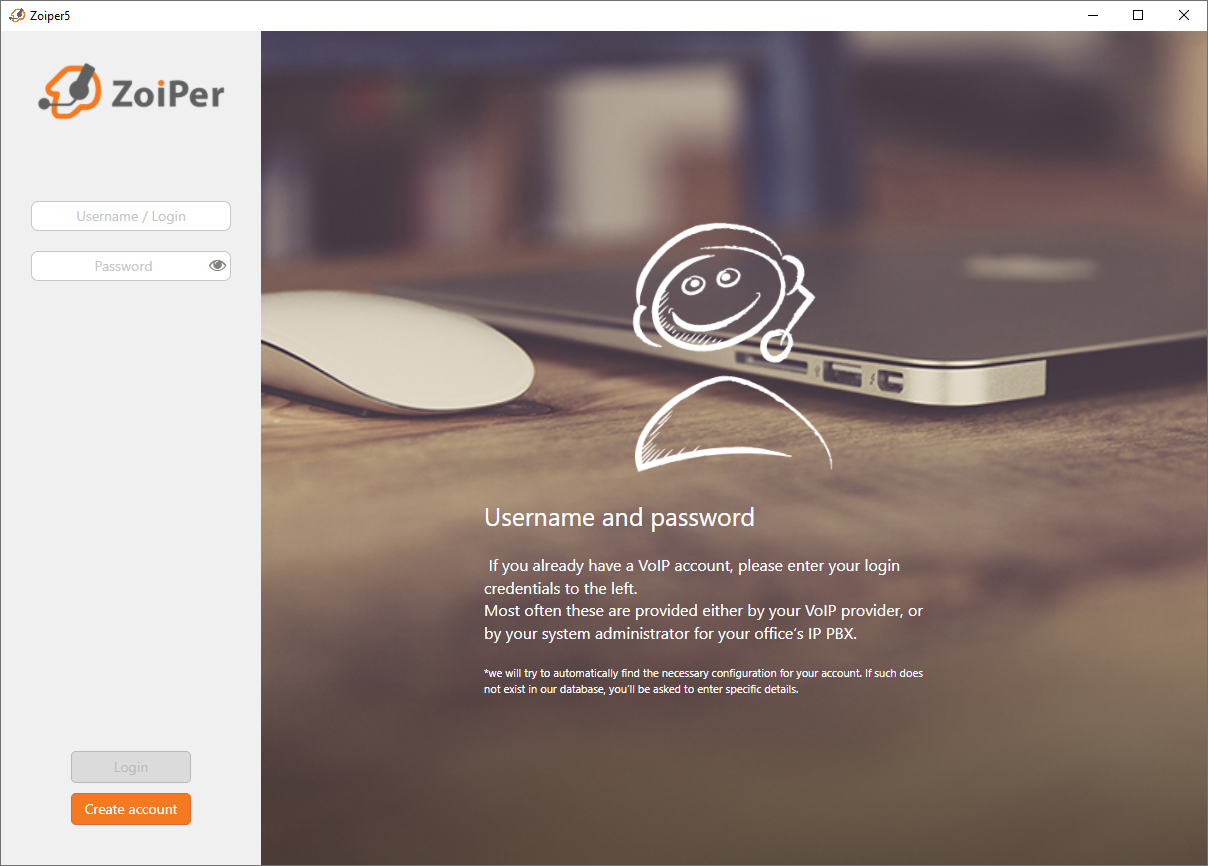 Zoiper5
ZoiPer
Username / Login
Password
Login
Create account
Username and password
If you already have a VoIP account, please enter your login
credentials to the left.
Most often these are provided either by your VoIP provider, or
by your system administrator for your office's IP PBX.
*we will try to automatically find the necessary configuration for your account. If such does
not exist in our database, you'll be asked to enter specific details.